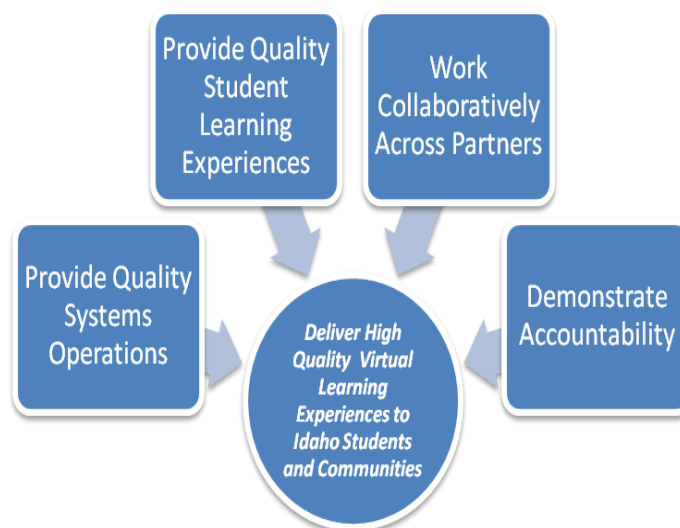 Provide Quality
Student
Learning
Experiences
Work
Collaboratively
Across Partners
Provide Quality
Systems
Operations
Demonstrate
Accountability
Deliver High
Quality Virtual
Learning
Experiences to
Idaho Students
and Communities